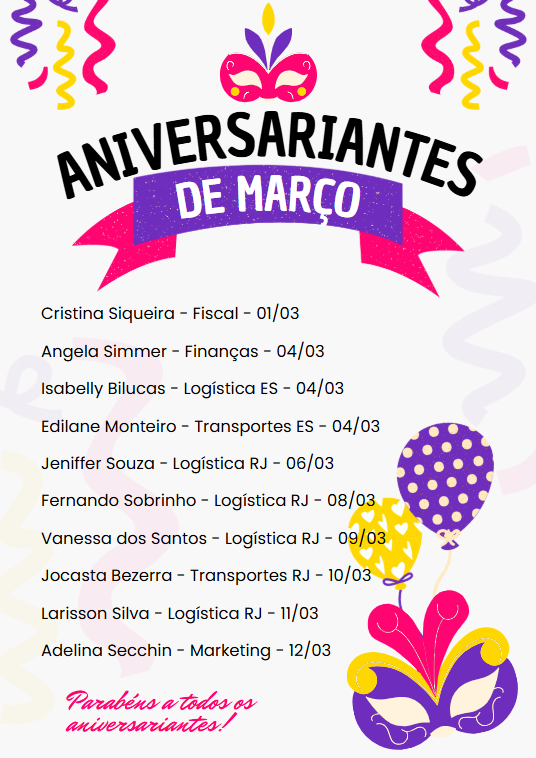 ANIVERSARIANTES
DE MARÇO
Cristina Siqueira - Fiscal - 01/03
Angela Simmer - Finanças - 04/03
Isabelly Bilucas - Logística ES - 04/03
Edilane Monteiro - Transportes ES - 04/03
Jeniffer Souza - Logística RJ - 06/03
Fernando Sobrinho - Logística RJ - 08/03
Vanessa dos Santos - Logística RJ - 09/03
Jocasta Bezerra - Transportes RJ - 10/03
Larisson Silva - Logística RJ - 11/03
Adelina Secchin - Marketing - 12/03
Parabéns a todos os
aniversariantes!